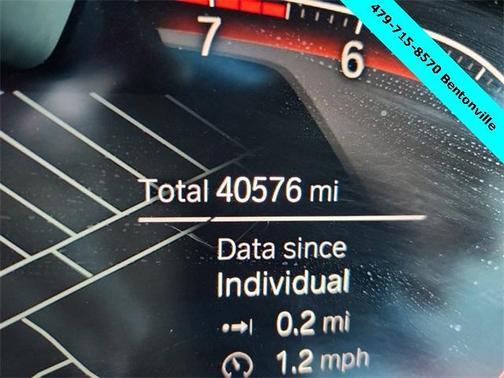 479-715-8570 Bentonville
7
6
Total 40576 mi
Data since
Individual
0.2 mi
1.2 mph